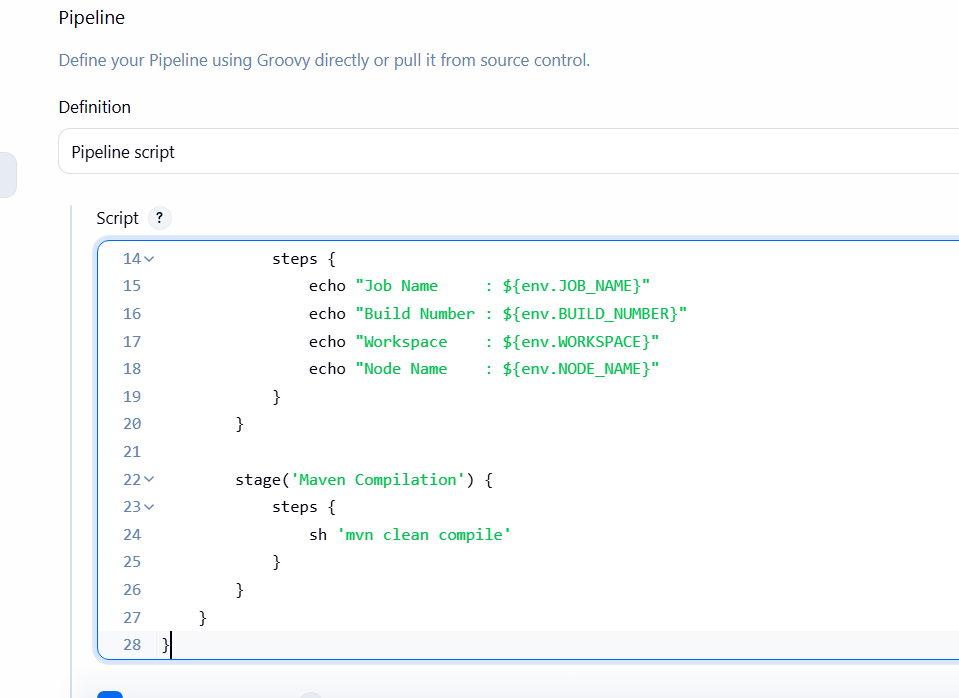 Pipeline
Define your Pipeline using Groovy directly or pull it from source control.
Definition
Pipeline script
Script ?
14 steps {
15 echo "Job Name     : ${env.JOB_NAME}"
16 echo "Build Number : ${env.BUILD_NUMBER}"
17 echo "Workspace    : ${env.WORKSPACE}"
18 echo "Node Name    : ${env.NODE_NAME}"
19 }
20 }
21
22 stage('Maven Compilation') {
23 steps {
24 sh 'mvn clean compile'
25 }
26 }
27 }
28 }